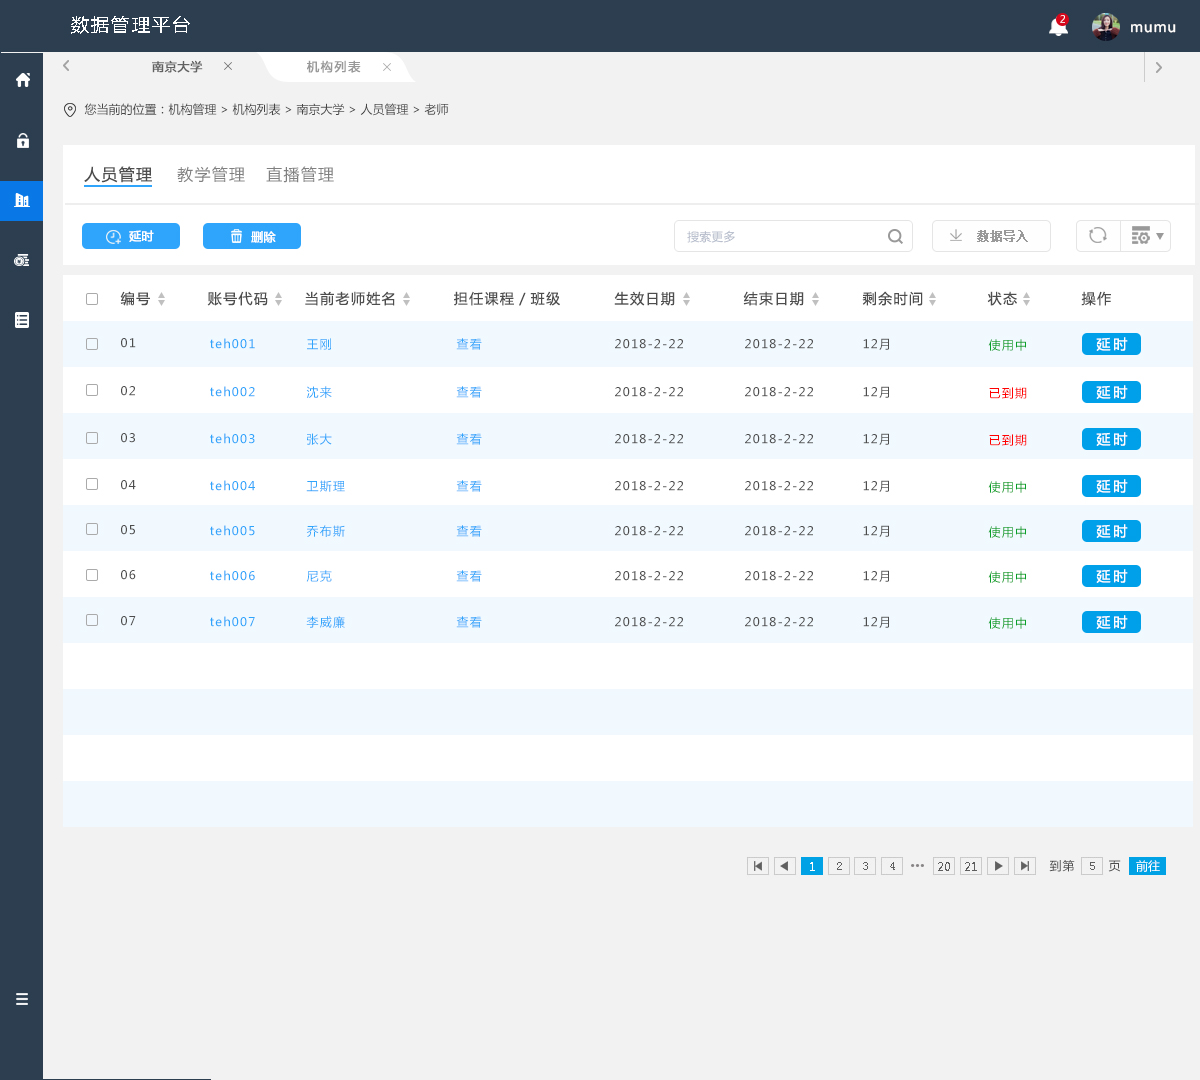 数据管理平台
2
mumu
南京大学 ×
机构列表 ×
您当前的位置：机构管理 > 机构列表 > 南京大学 > 人员管理 > 老师
人员管理 教学管理 直播管理
延时 删除 搜索更多 数据导入
编号 账号代码 当前老师姓名 担任课程 / 班级 生效日期 结束日期 剩余时间 状态 操作
01 teh001 王刚 查看 2018-2-22 2018-2-22 12月 使用中 延时
02 teh002 沈来 查看 2018-2-22 2018-2-22 12月 已到期 延时
03 teh003 张大 查看 2018-2-22 2018-2-22 12月 已到期 延时
04 teh004 卫斯理 查看 2018-2-22 2018-2-22 12月 使用中 延时
05 teh005 乔布斯 查看 2018-2-22 2018-2-22 12月 使用中 延时
06 teh006 尼克 查看 2018-2-22 2018-2-22 12月 使用中 延时
07 teh007 李威廉 查看 2018-2-22 2018-2-22 12月 使用中 延时
1 2 3 4 ••• 20 21 到第 5 页 前往